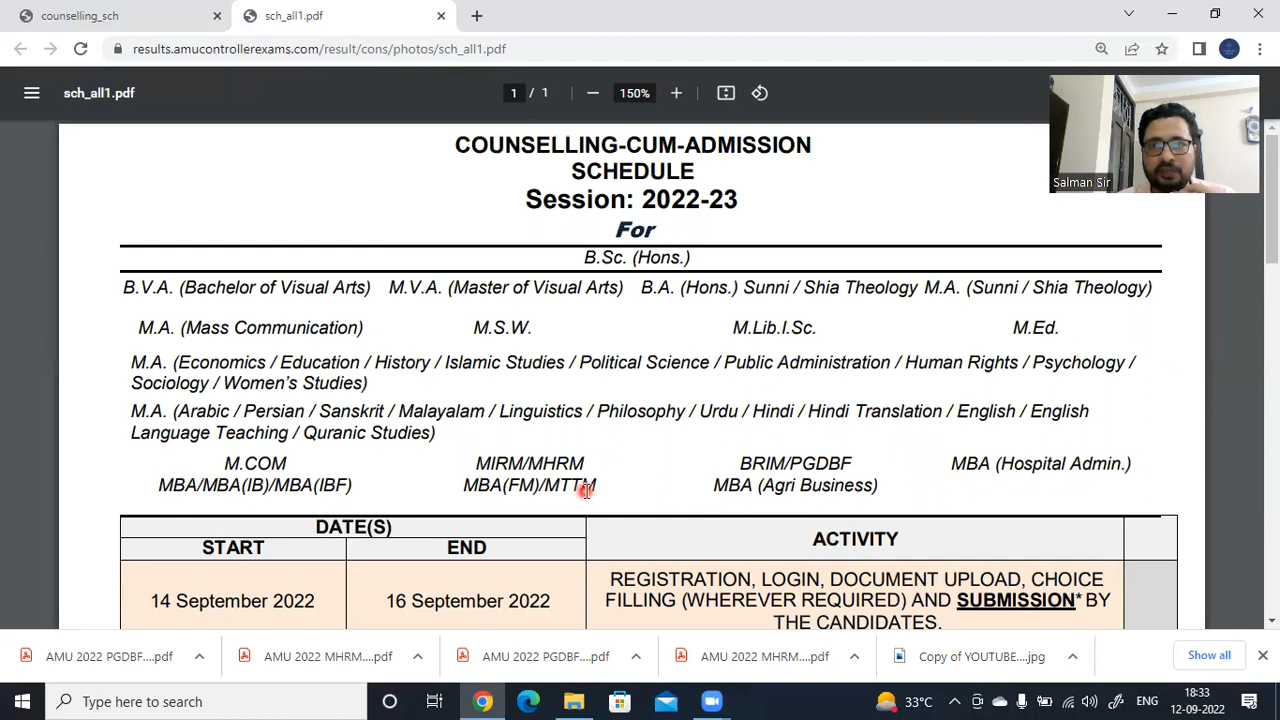 counselling_sch
sch_all1.pdf
results.amucontrollerexams.com/result/cons/photos/sch_all1.pdf
sch_all1.pdf
1 / 1
150%
COUNSELLING-CUM-ADMISSION
SCHEDULE
Session: 2022-23
For
B.Sc. (Hons.)
B.V.A. (Bachelor of Visual Arts) M.V.A. (Master of Visual Arts) B.A. (Hons.) Sunni / Shia Theology M.A. (Sunni / Shia Theology)
M.A. (Mass Communication) M.S.W. M.Lib.I.Sc. M.Ed.
M.A. (Economics / Education / History / Islamic Studies / Political Science / Public Administration / Human Rights / Psychology /
Sociology / Women's Studies)
M.A. (Arabic / Persian / Sanskrit / Malayalam / Linguistics / Philosophy / Urdu / Hindi / Hindi Translation / English / English
Language Teaching / Quranic Studies)
M.COM MIRM/MHRM BRIM/PGDBF MBA (Hospital Admin.)
MBA/MBA(IB)/MBA(IBF) MBA(FM)/MTTM MBA (Agri Business)
DATE(S)
START END ACTIVITY
14 September 2022 16 September 2022
REGISTRATION, LOGIN, DOCUMENT UPLOAD, CHOICE
FILLING (WHEREVER REQUIRED) AND SUBMISSION* BY
THE CANDIDATES.
Salman Sir
AMU 2022 PGDBF....pdf
AMU 2022 MHRM....pdf
AMU 2022 PGDBF....pdf
AMU 2022 MHRM....pdf
Copy of YOUTUBE....jpg
Show all
Type here to search
33°C
ENG
18:33
12-09-2022